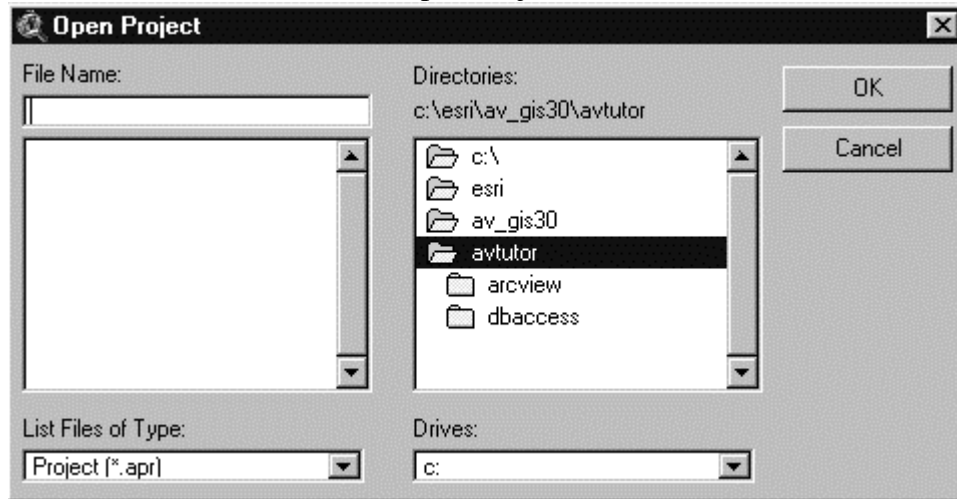 Open Project
File Name:
Directories:
c:\esri\av_gis30\avtutor
OK
Cancel
c:\
esri
av_gis30
avtutor
arcview
dbaccess
List Files of Type:
Project (*.apr)
Drives:
c: